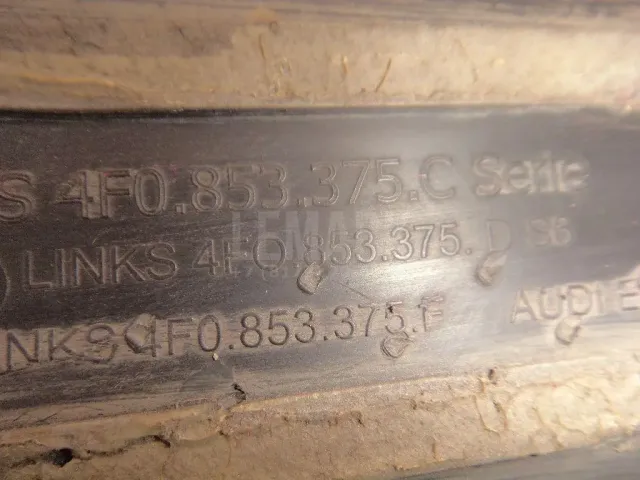 S 4F0.853.375.C Serie
) LINKS 4F0.853.375.D S6
NKS 4F0.853.375.F AUDI